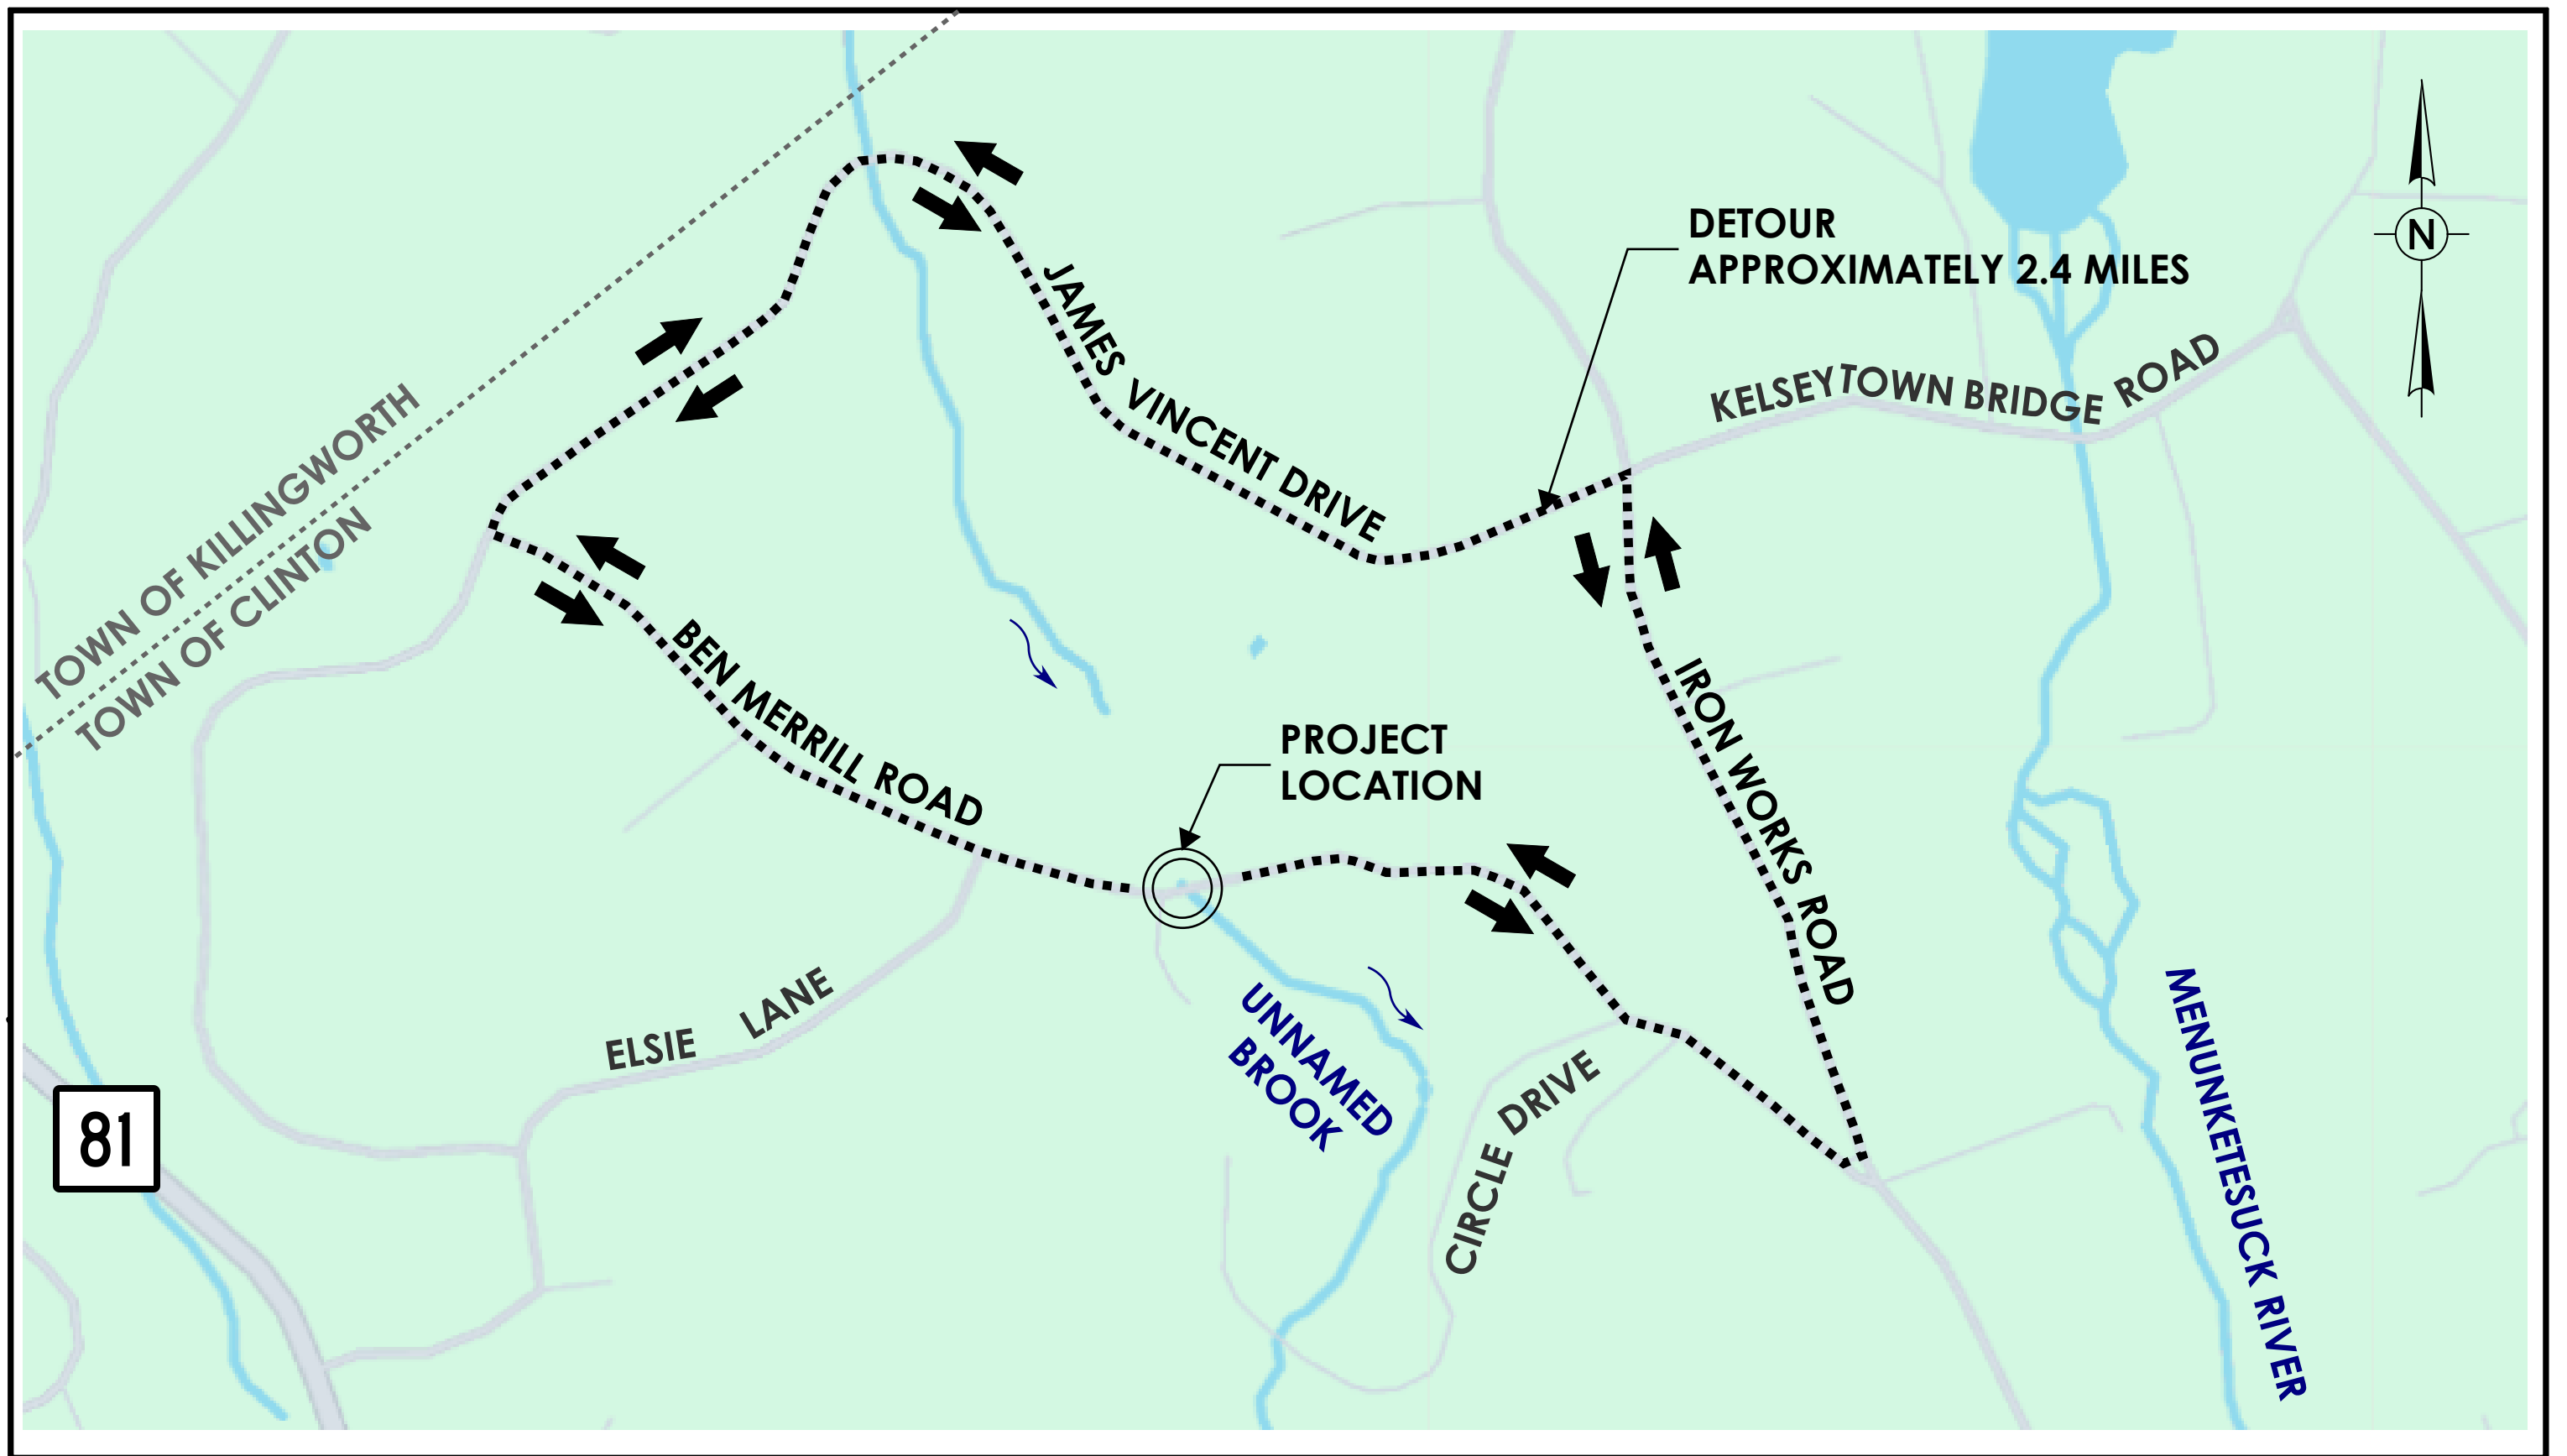 N
DETOUR
APPROXIMATELY 2.4 MILES
JAMES VINCENT DRIVE
KELSEYTOWN BRIDGE ROAD
TOWN OF KILLINGWORTH
TOWN OF CLINTON
BEN MERRILL ROAD
PROJECT
LOCATION
IRON WORKS ROAD
ELSIE LANE
UNNAMED
BROOK
CIRCLE DRIVE
MENUNKETESUCK RIVER
81